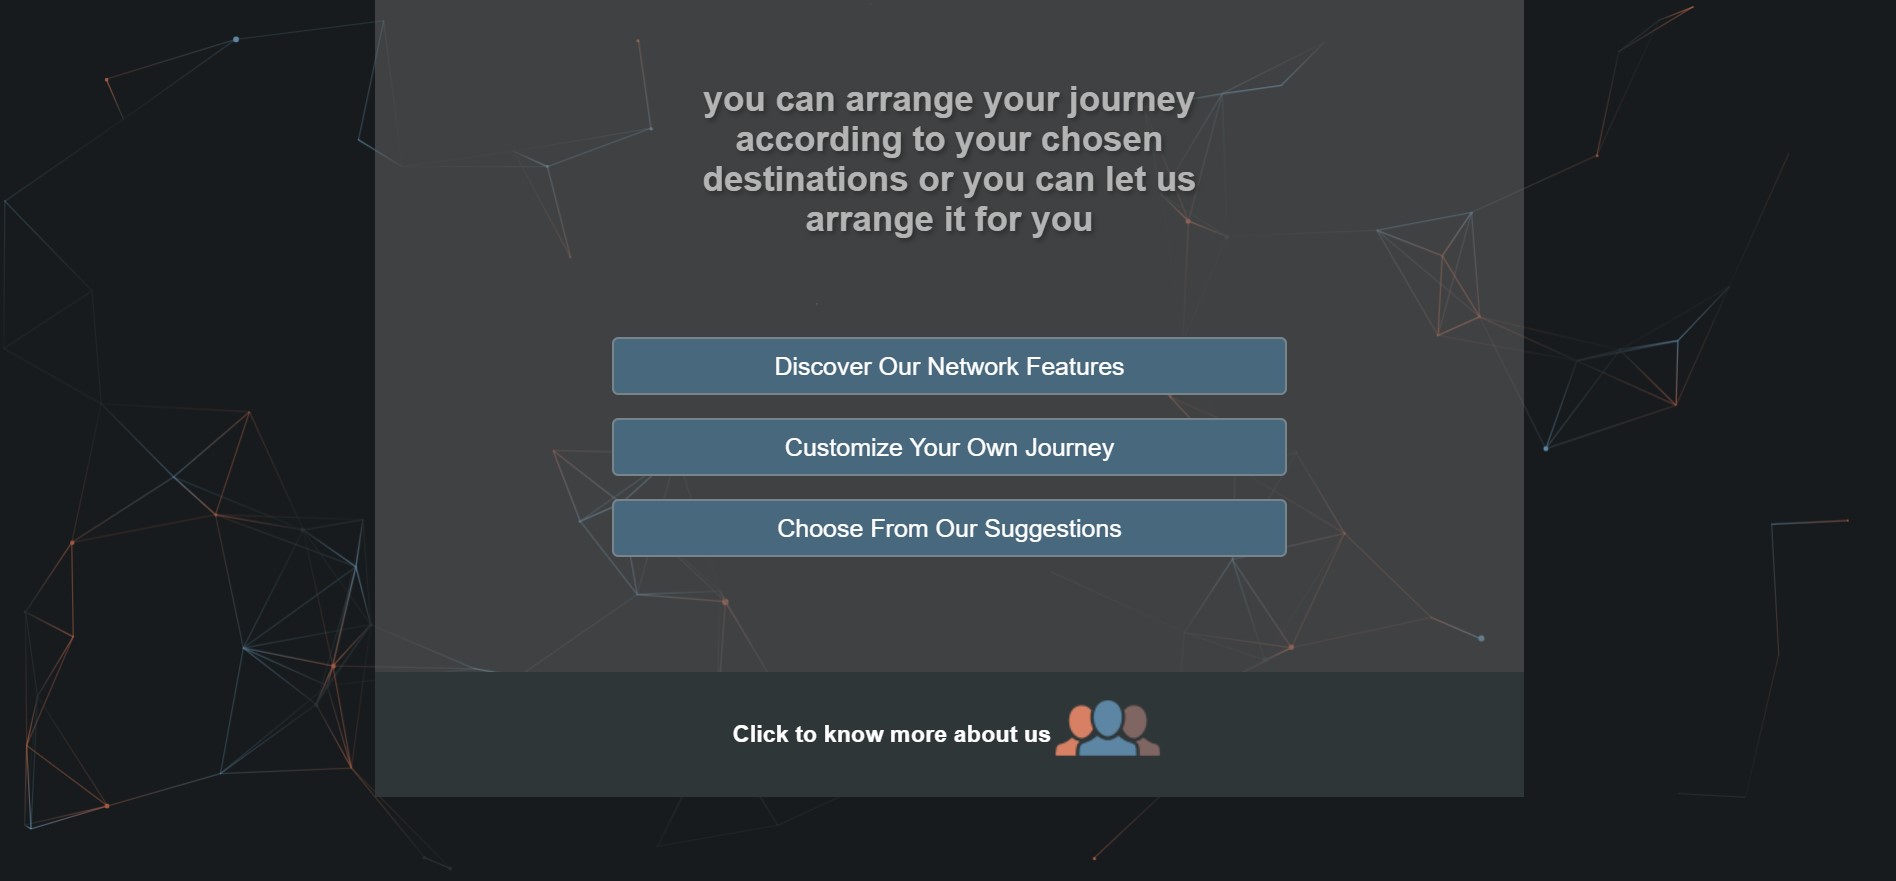 you can arrange your journey
according to your chosen
destinations or you can let us
arrange it for you
Discover Our Network Features
Customize Your Own Journey
Choose From Our Suggestions
Click to know more about us